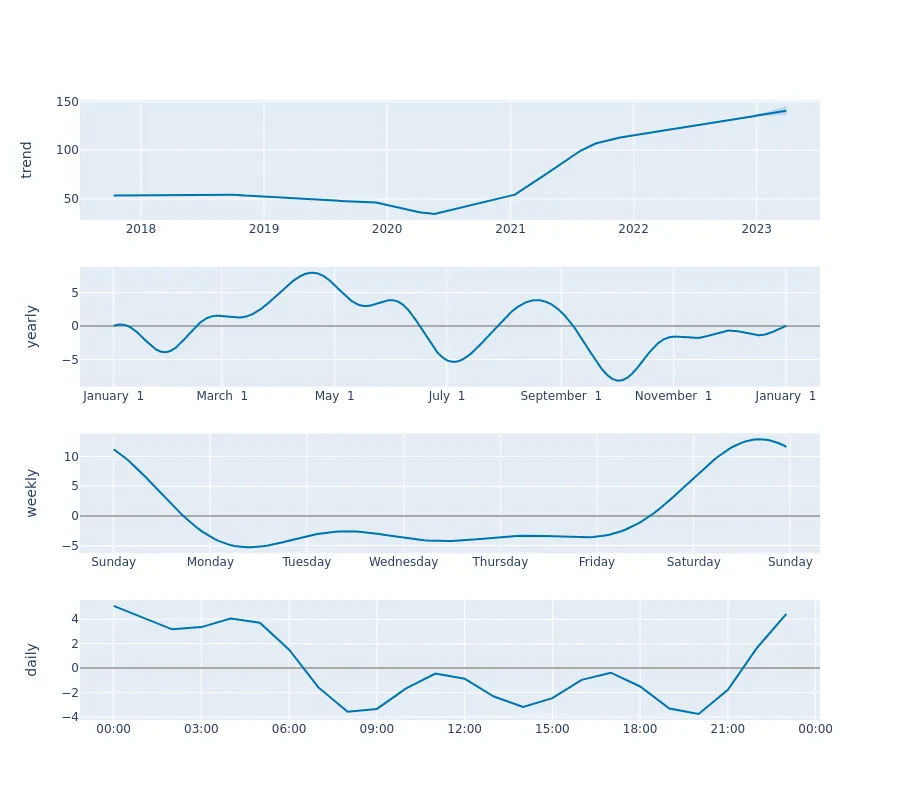 trend
150
100
50
2018 2019 2020 2021 2022 2023
yearly
5
0
−5
January 1 March 1 May 1 July 1 September 1 November 1 January 1
weekly
10
5
0
−5
Sunday Monday Tuesday Wednesday Thursday Friday Saturday Sunday
daily
4
2
0
−2
−4
00:00 03:00 06:00 09:00 12:00 15:00 18:00 21:00 00:00